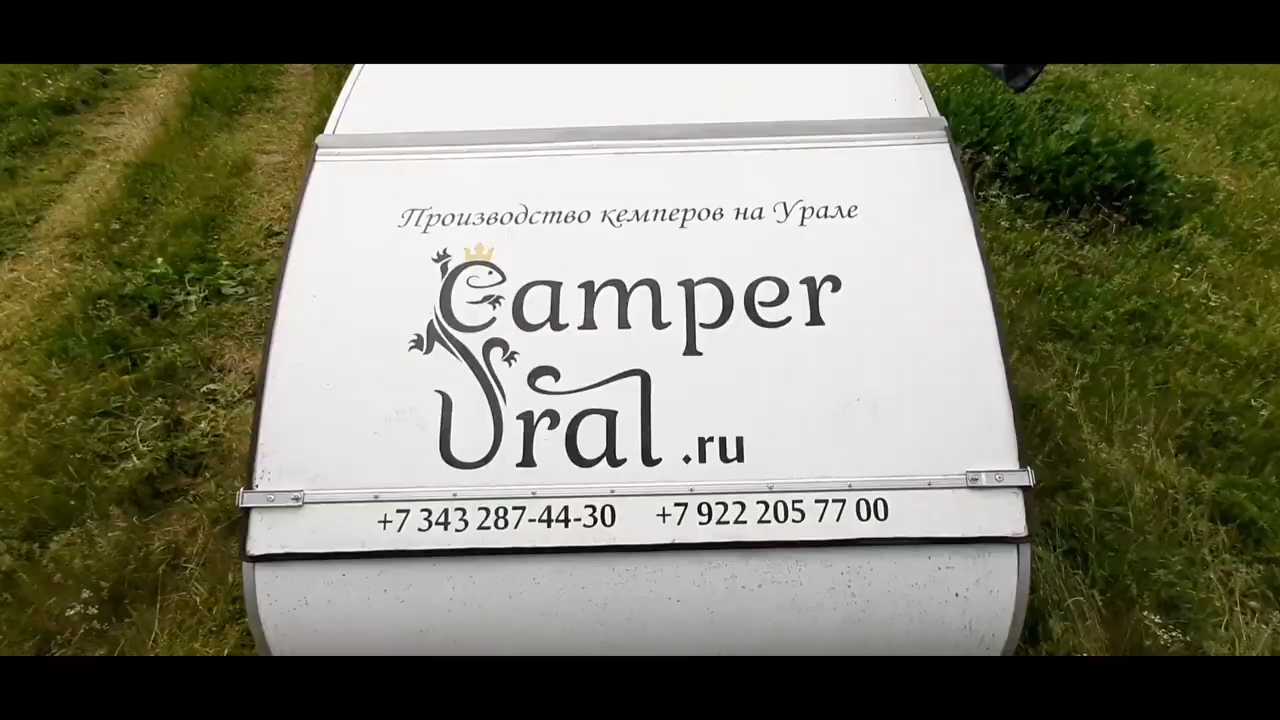 Производство кемперов на Урале
Camper
Ural .ru
+7 343 287-44-30 +7 922 205 77 00